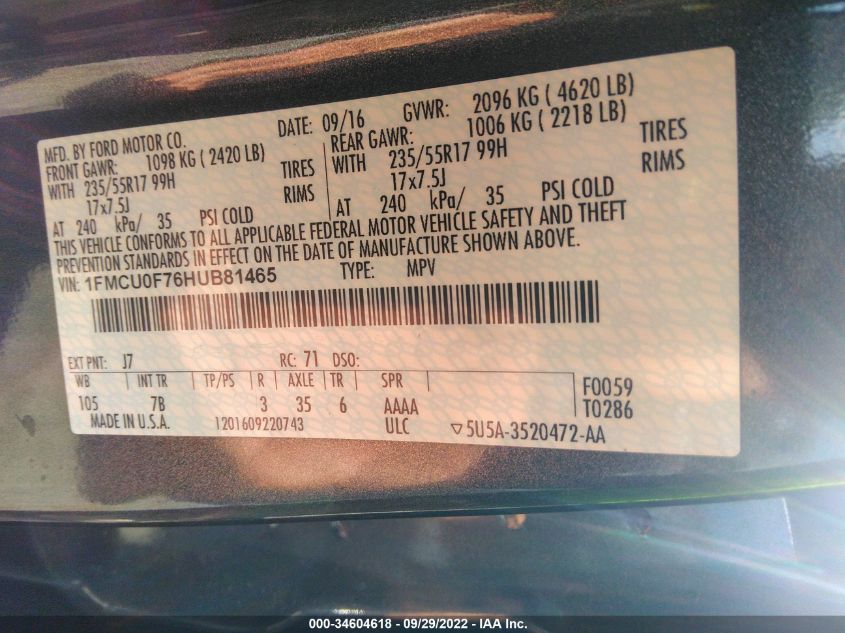 MFD. BY FORD MOTOR CO. DATE: 09/16 GVWR: 2096 KG ( 4620 LB)
FRONT GAWR: 1098 KG ( 2420 LB) REAR GAWR: 1006 KG ( 2218 LB)
WITH 235/55R17 99H TIRES WITH 235/55R17 99H TIRES
17x7.5J RIMS 17x7.5J RIMS
AT 240 kPa/ 35 PSI COLD AT 240 kPa/ 35 PSI COLD
THIS VEHICLE CONFORMS TO ALL APPLICABLE FEDERAL MOTOR VEHICLE SAFETY AND THEFT
PREVENTION STANDARDS IN EFFECT ON THE DATE OF MANUFACTURE SHOWN ABOVE.
VIN: 1FMCU0F76HUB81465 TYPE: MPV
EXT PNT: J7 RC: 71 DSO:
WB INT TR TP/PS R AXLE TR SPR F0059
105 7B 3 35 6 AAAA T0286
MADE IN U.S.A. 1201609220743 ULC ▽5U5A-3520472-AA
000-34604618 - 09/29/2022 - IAA Inc.